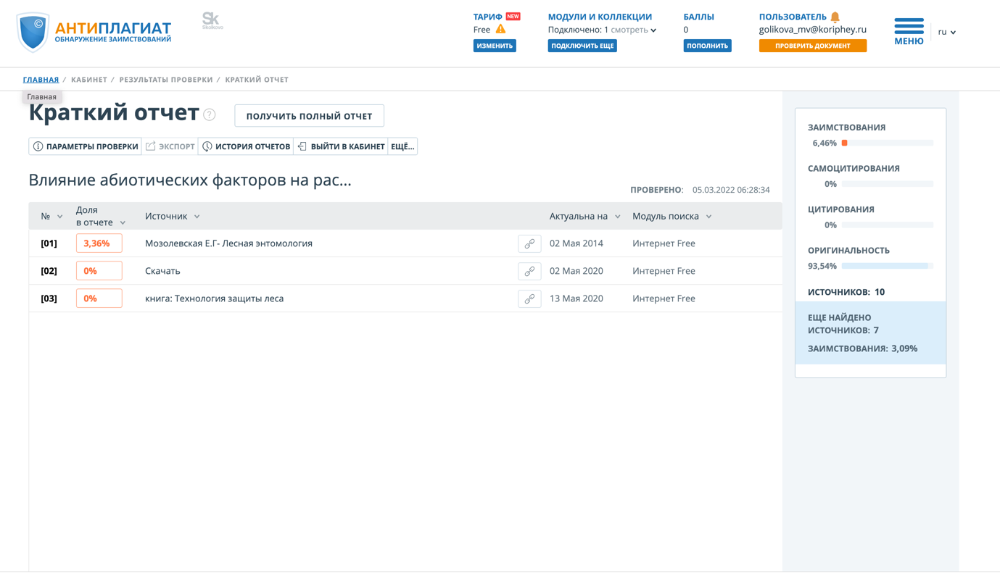 ©
АНТИПЛАГИАТ
ОБНАРУЖЕНИЕ ЗАИМСТВОВАНИЙ
Sk
Skolkovo
ТАРИФ NEW
Free
ИЗМЕНИТЬ
МОДУЛИ И КОЛЛЕКЦИИ
Подключено: 1 смотреть
ПОДКЛЮЧИТЬ ЕЩЕ
БАЛЛЫ
0
ПОПОЛНИТЬ
ПОЛЬЗОВАТЕЛЬ
golikova_mv@koriphey.ru
ПРОВЕРИТЬ ДОКУМЕНТ
МЕНЮ
ru
ГЛАВНАЯ / КАБИНЕТ / РЕЗУЛЬТАТЫ ПРОВЕРКИ / КРАТКИЙ ОТЧЕТ
Главная
Краткий отчет ? ПОЛУЧИТЬ ПОЛНЫЙ ОТЧЕТ
ПАРАМЕТРЫ ПРОВЕРКИ ЭКСПОРТ ИСТОРИЯ ОТЧЕТОВ ВЫЙТИ В КАБИНЕТ ЕЩЁ...
Влияние абиотических факторов на рас...
ПРОВЕРЕНО: 05.03.2022 06:28:34
№ Доля в отчете Источник Актуальна на Модуль поиска
[01] 3,36% Мозолевская Е.Г- Лесная энтомология 02 Мая 2014 Интернет Free
[02] 0% Скачать 02 Мая 2020 Интернет Free
[03] 0% книга: Технология защиты леса 13 Мая 2020 Интернет Free
ЗАИМСТВОВАНИЯ
6,46%
САМОЦИТИРОВАНИЯ
0%
ЦИТИРОВАНИЯ
0%
ОРИГИНАЛЬНОСТЬ
93,54%
ИСТОЧНИКОВ: 10
ЕЩЕ НАЙДЕНО
ИСТОЧНИКОВ: 7
ЗАИМСТВОВАНИЯ: 3,09%